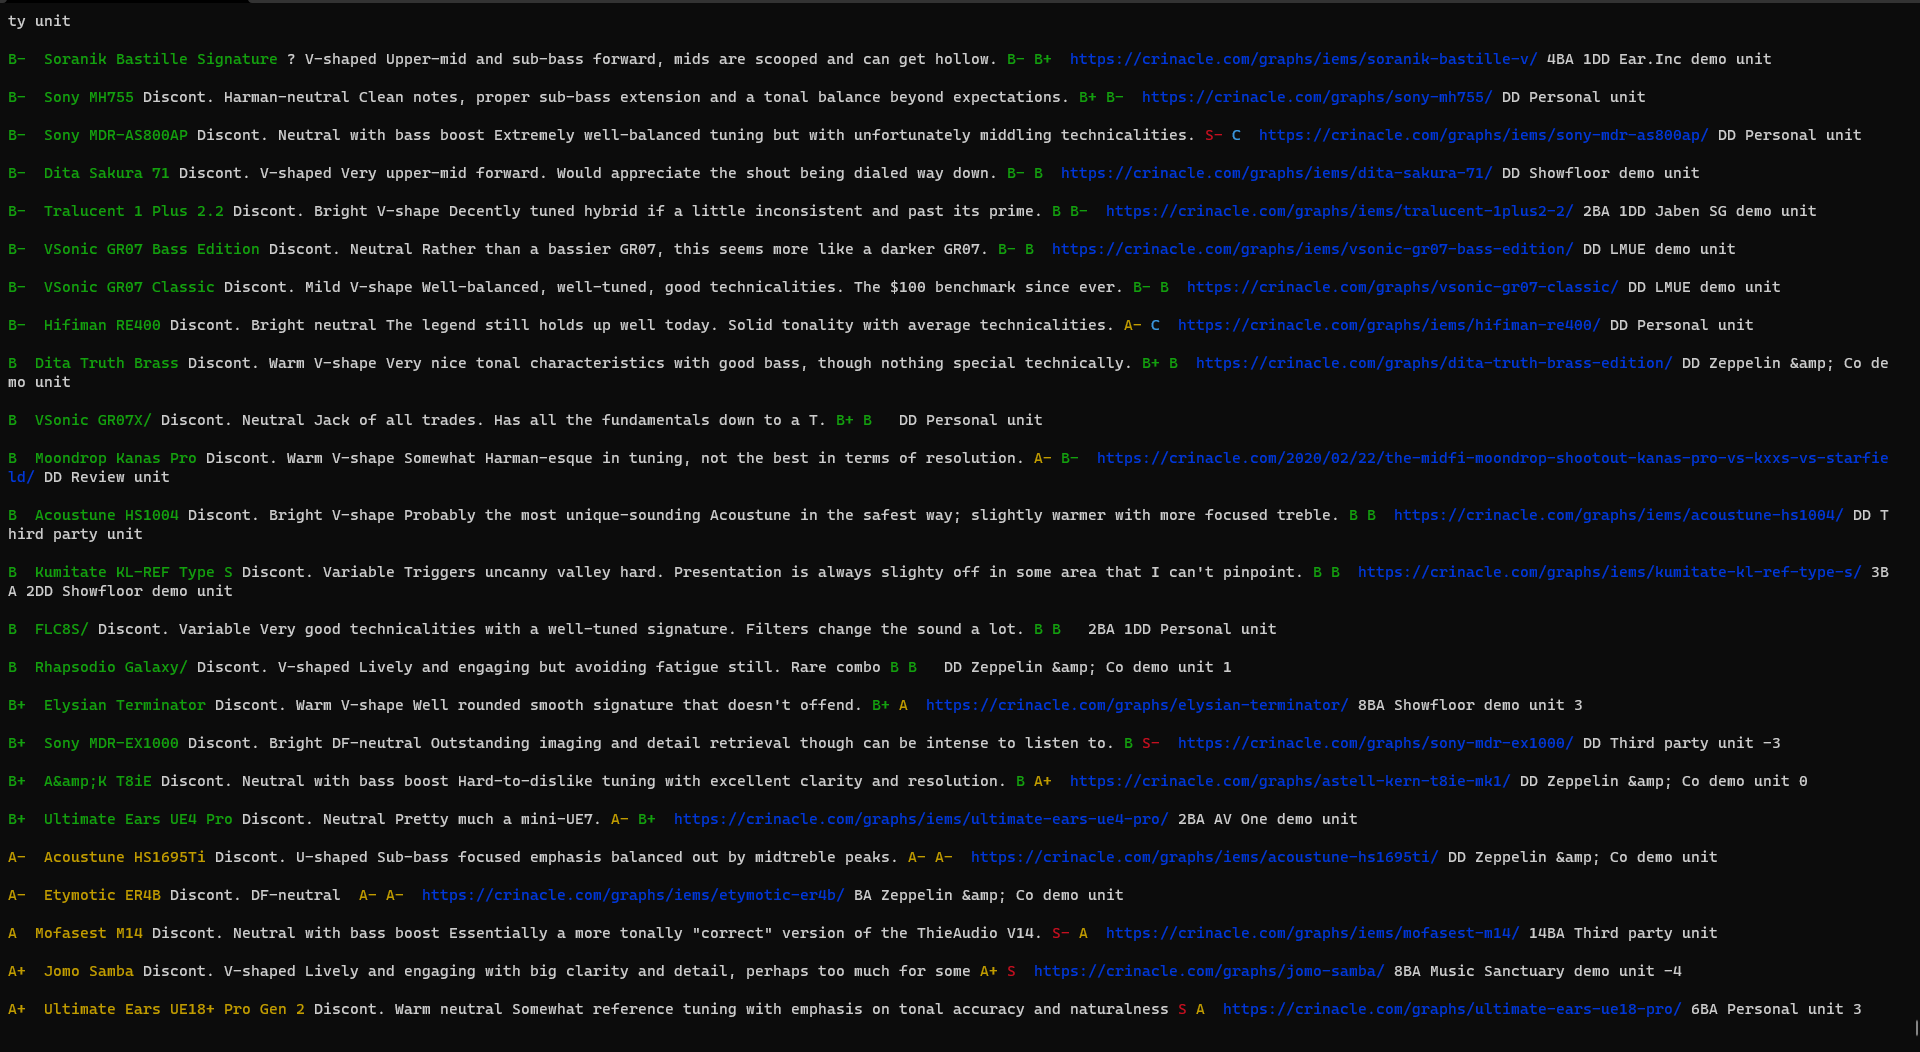 ty unit
B-  Soranik Bastille Signature ? V-shaped Upper-mid and sub-bass forward, mids are scooped and can get hollow. B- B+  https://crinacle.com/graphs/iems/soranik-bastille-v/ 4BA 1DD Ear.Inc demo unit
B-  Sony MH755 Discont. Harman-neutral Clean notes, proper sub-bass extension and a tonal balance beyond expectations. B+ B-  https://crinacle.com/graphs/sony-mh755/ DD Personal unit
B-  Sony MDR-AS800AP Discont. Neutral with bass boost Extremely well-balanced tuning but with unfortunately middling technicalities. S- C  https://crinacle.com/graphs/iems/sony-mdr-as800ap/ DD Personal unit
B-  Dita Sakura 71 Discont. V-shaped Very upper-mid forward. Would appreciate the shout being dialed way down. B- B  https://crinacle.com/graphs/iems/dita-sakura-71/ DD Showfloor demo unit
B-  Tralucent 1 Plus 2.2 Discont. Bright V-shape Decently tuned hybrid if a little inconsistent and past its prime. B B-  https://crinacle.com/graphs/iems/tralucent-1plus2-2/ 2BA 1DD Jaben SG demo unit
B-  VSonic GR07 Bass Edition Discont. Neutral Rather than a bassier GR07, this seems more like a darker GR07. B- B  https://crinacle.com/graphs/iems/vsonic-gr07-bass-edition/ DD LMUE demo unit
B-  VSonic GR07 Classic Discont. Mild V-shape Well-balanced, well-tuned, good technicalities. The $100 benchmark since ever. B- B  https://crinacle.com/graphs/vsonic-gr07-classic/ DD LMUE demo unit
B-  Hifiman RE400 Discont. Bright neutral The legend still holds up well today. Solid tonality with average technicalities. A- C  https://crinacle.com/graphs/iems/hifiman-re400/ DD Personal unit
B  Dita Truth Brass Discont. Warm V-shape Very nice tonal characteristics with good bass, though nothing special technically. B+ B  https://crinacle.com/graphs/dita-truth-brass-edition/ DD Zeppelin &amp; Co de
mo unit
B  VSonic GR07X/ Discont. Neutral Jack of all trades. Has all the fundamentals down to a T. B+ B   DD Personal unit
B  Moondrop Kanas Pro Discont. Warm V-shape Somewhat Harman-esque in tuning, not the best in terms of resolution. A- B-  https://crinacle.com/2020/02/22/the-midfi-moondrop-shootout-kanas-pro-vs-kxxs-vs-starfie
ld/ DD Review unit
B  Acoustune HS1004 Discont. Bright V-shape Probably the most unique-sounding Acoustune in the safest way; slightly warmer with more focused treble. B B  https://crinacle.com/graphs/iems/acoustune-hs1004/ DD T
hird party unit
B  Kumitate KL-REF Type S Discont. Variable Triggers uncanny valley hard. Presentation is always slighty off in some area that I can't pinpoint. B B  https://crinacle.com/graphs/iems/kumitate-kl-ref-type-s/ 3B
A 2DD Showfloor demo unit
B  FLC8S/ Discont. Variable Very good technicalities with a well-tuned signature. Filters change the sound a lot. B B   2BA 1DD Personal unit
B  Rhapsodio Galaxy/ Discont. V-shaped Lively and engaging but avoiding fatigue still. Rare combo B B   DD Zeppelin &amp; Co demo unit 1
B+  Elysian Terminator Discont. Warm V-shape Well rounded smooth signature that doesn't offend. B+ A  https://crinacle.com/graphs/elysian-terminator/ 8BA Showfloor demo unit 3
B+  Sony MDR-EX1000 Discont. Bright DF-neutral Outstanding imaging and detail retrieval though can be intense to listen to. B S-  https://crinacle.com/graphs/sony-mdr-ex1000/ DD Third party unit -3
B+  A&amp;K T8iE Discont. Neutral with bass boost Hard-to-dislike tuning with excellent clarity and resolution. B A+  https://crinacle.com/graphs/astell-kern-t8ie-mk1/ DD Zeppelin &amp; Co demo unit 0
B+  Ultimate Ears UE4 Pro Discont. Neutral Pretty much a mini-UE7. A- B+  https://crinacle.com/graphs/iems/ultimate-ears-ue4-pro/ 2BA AV One demo unit
A-  Acoustune HS1695Ti Discont. U-shaped Sub-bass focused emphasis balanced out by midtreble peaks. A- A-  https://crinacle.com/graphs/iems/acoustune-hs1695ti/ DD Zeppelin &amp; Co demo unit
A-  Etymotic ER4B Discont. DF-neutral  A- A-  https://crinacle.com/graphs/iems/etymotic-er4b/ BA Zeppelin &amp; Co demo unit
A  Mofasest M14 Discont. Neutral with bass boost Essentially a more tonally "correct" version of the ThieAudio V14. S- A  https://crinacle.com/graphs/iems/mofasest-m14/ 14BA Third party unit
A+  Jomo Samba Discont. V-shaped Lively and engaging with big clarity and detail, perhaps too much for some A+ S  https://crinacle.com/graphs/jomo-samba/ 8BA Music Sanctuary demo unit -4
A+  Ultimate Ears UE18+ Pro Gen 2 Discont. Warm neutral Somewhat reference tuning with emphasis on tonal accuracy and naturalness S A  https://crinacle.com/graphs/ultimate-ears-ue18-pro/ 6BA Personal unit 3